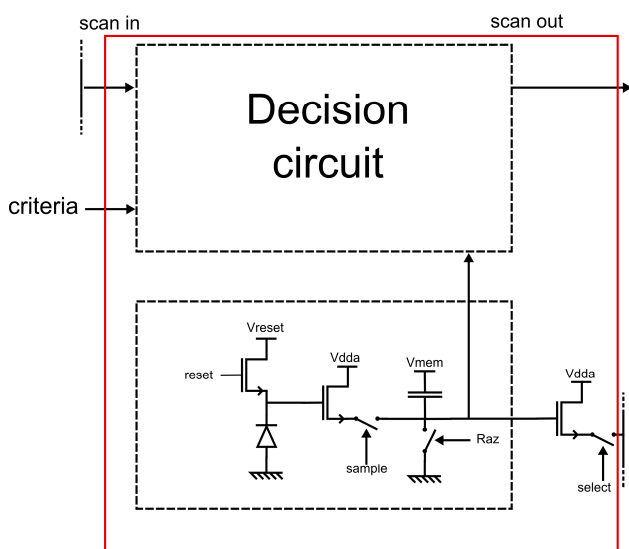 scan in
scan out
Decision
circuit
criteria
Vreset
reset
Vdda
Vmem
Vdda
sample
Raz
select